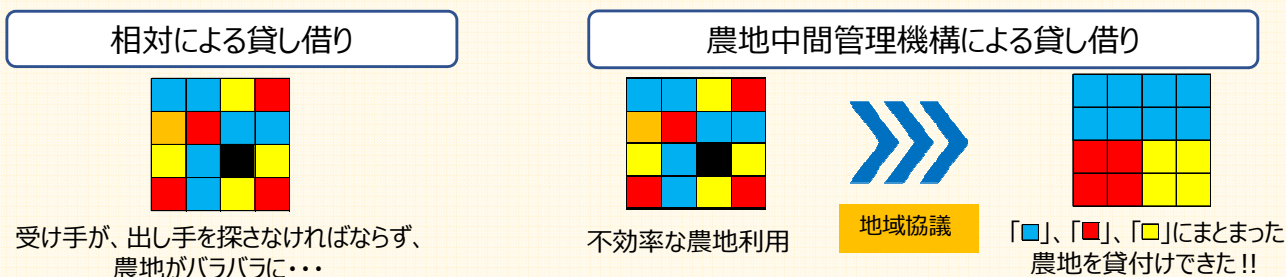 相対による貸し借り
受け手が、出し手を探さなければならず、
農地がバラバラに・・・
農地中間管理機構による貸し借り
不効率な農地利用
地域協議
「■」、「■」、「■」にまとまった
農地を貸付けできた!!